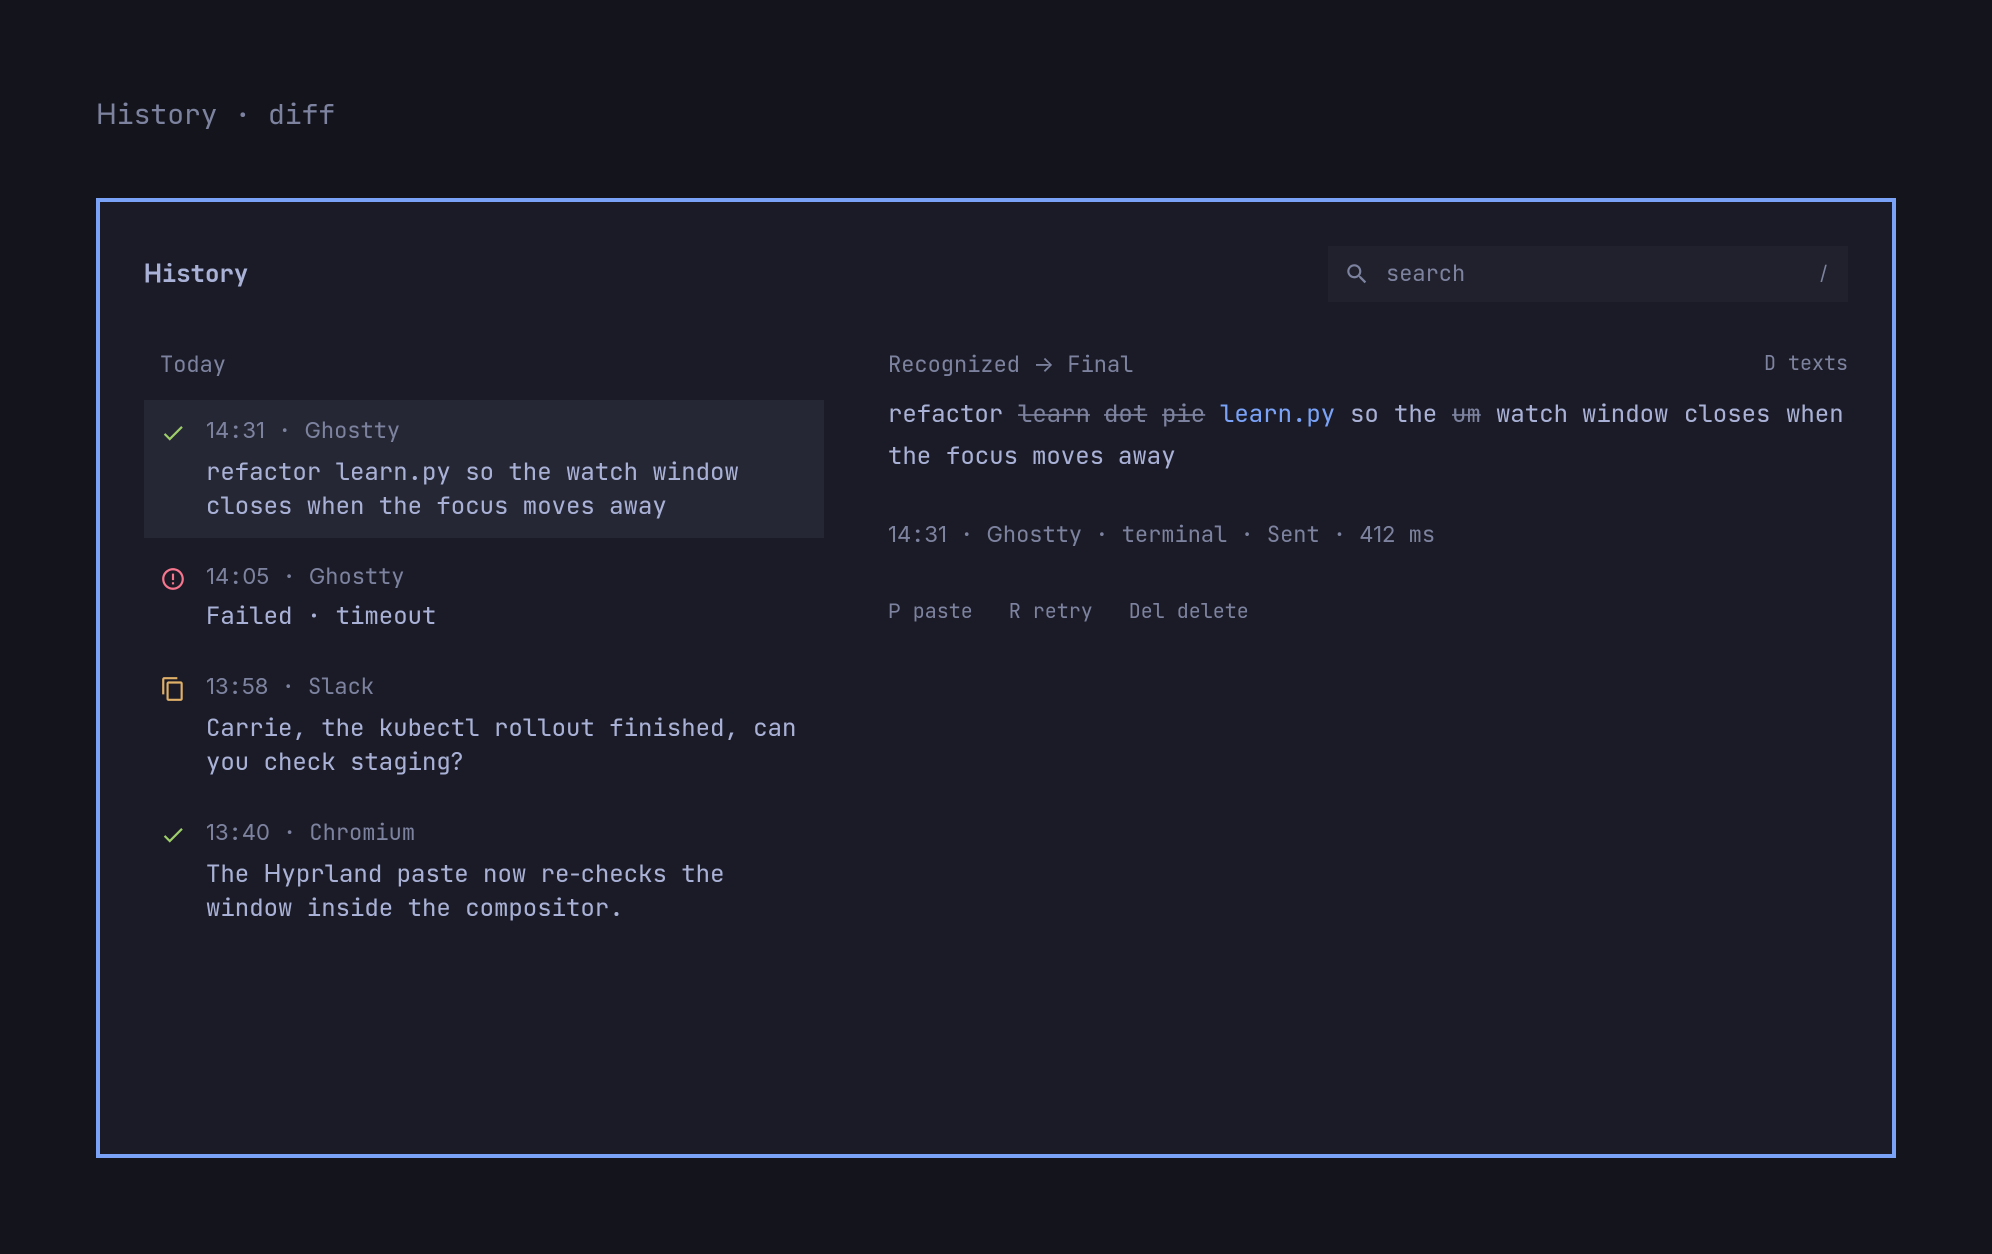 History · diff
History
search /
Today
14:31 · Ghostty
refactor learn.py so the watch window
closes when the focus moves away
14:05 · Ghostty
Failed · timeout
13:58 · Slack
Carrie, the kubectl rollout finished, can
you check staging?
13:40 · Chromium
The Hyprland paste now re-checks the
window inside the compositor.
Recognized → Final
D texts
refactor learn dot pie learn.py so the um watch window closes when
the focus moves away
14:31 · Ghostty · terminal · Sent · 412 ms
P paste R retry Del delete